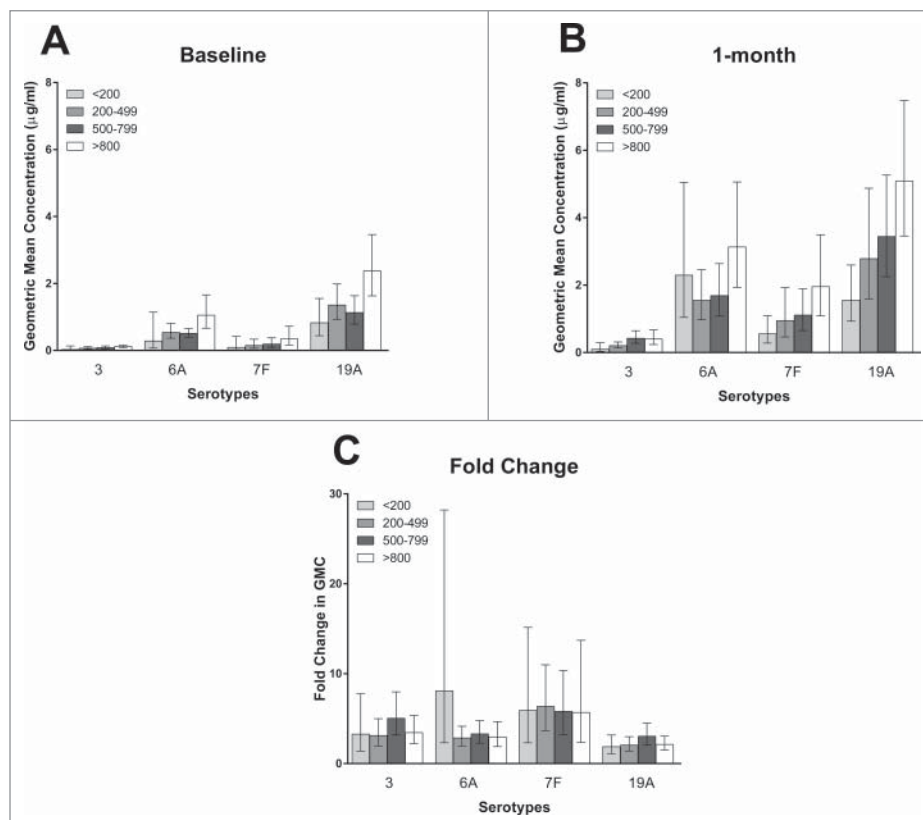 A
Baseline
<200
200-499
500-799
>800
Geometric Mean Concentration (µg/ml)
8
6
4
2
0
3 6A 7F 19A
Serotypes
B
1-month
<200
200-499
500-799
>800
Geometric Mean Concentration (µg/ml)
8
6
4
2
0
3 6A 7F 19A
Serotypes
C
Fold Change
<200
200-499
500-799
>800
Fold Change in GMC
30
20
10
0
3 6A 7F 19A
Serotypes